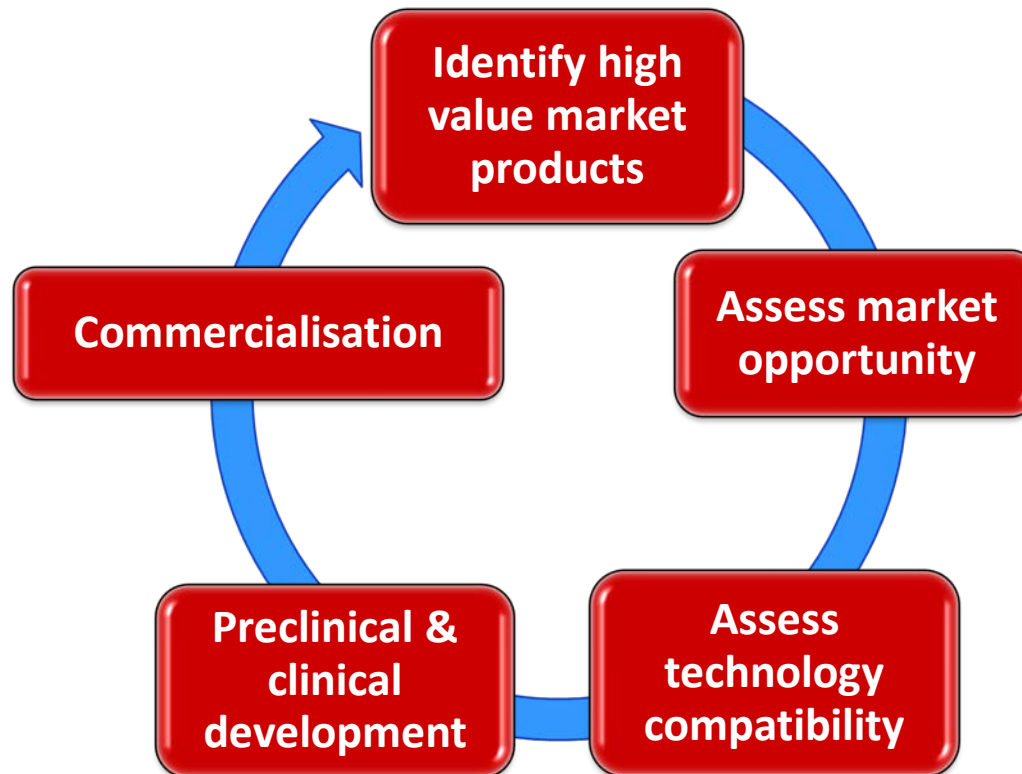 Identify high
value market
products
Assess market
opportunity
Assess
technology
compatibility
Preclinical &
clinical
development
Commercialisation